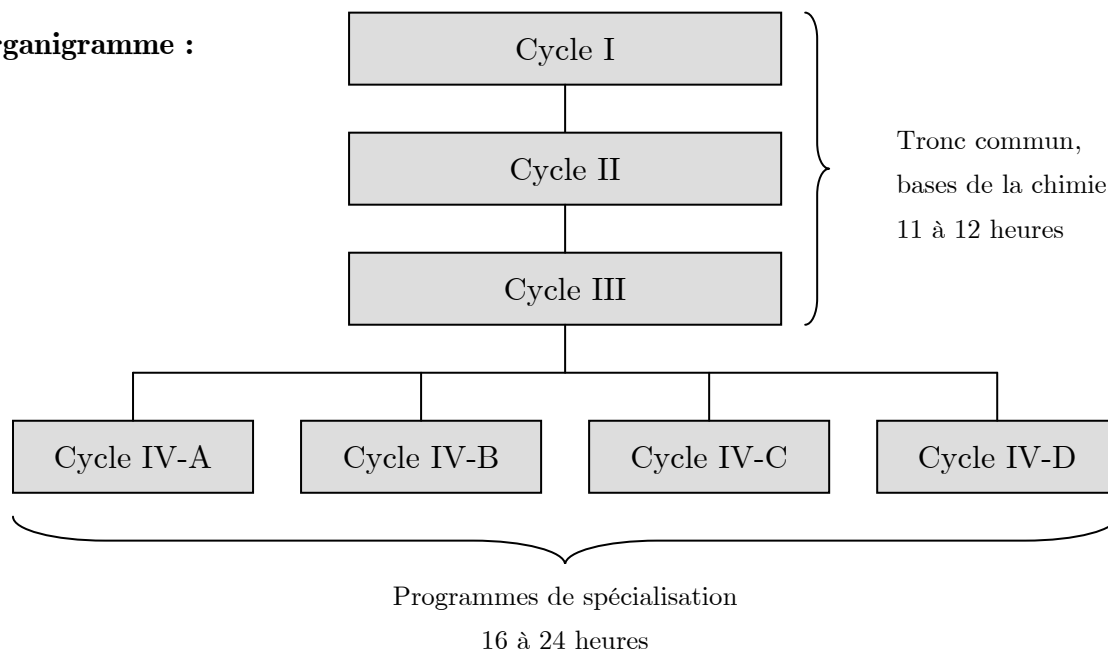 rganigramme :
Cycle I
Cycle II
Cycle III
Tronc commun,
bases de la chimie
11 à 12 heures
Cycle IV-A
Cycle IV-B
Cycle IV-C
Cycle IV-D
Programmes de spécialisation
16 à 24 heures